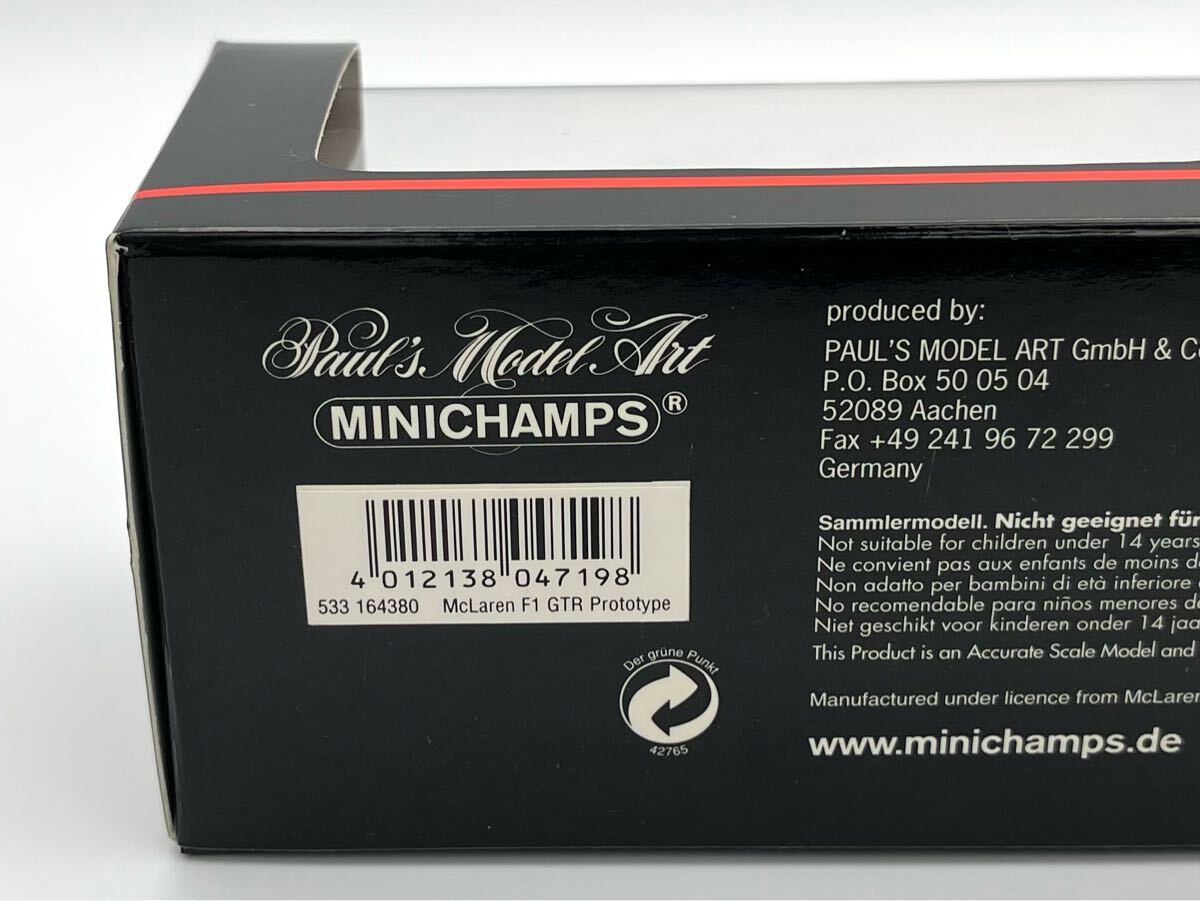 Paul's Model Art
MINICHAMPS®
4 012138 047198
533 164380 McLaren F1 GTR Prototype
Der grüne Punkt
42765
produced by:
PAUL'S MODEL ART GmbH & C
P.O. Box 50 05 04
52089 Aachen
Fax +49 241 96 72 299
Germany
Sammlermodell. Nicht geeignet für
Not suitable for children under 14 years
Ne convient pas aux enfants de moins d
Non adatto per bambini di età inferiore
No recomendable para niños menores d
Niet geschikt voor kinderen onder 14 jaa
This Product is an Accurate Scale Model and
Manufactured under licence from McLaren
www.minichamps.de